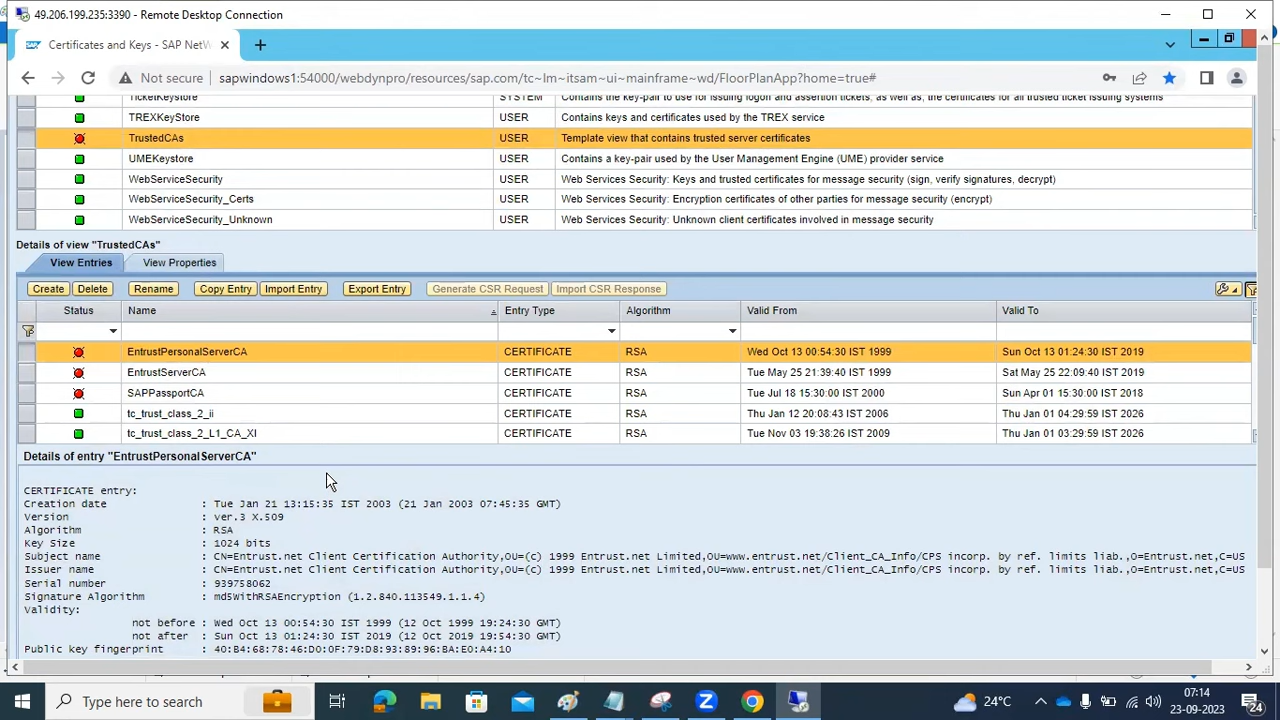 49.206.199.235:3390 - Remote Desktop Connection
Certificates and Keys - SAP NetW
Not secure sapwindows1:54000/webdynpro/resources/sap.com/tc~lm~itsam~ui~mainframe~wd/FloorPlanApp?home=true#
TicketKeystore SYSTEM Contains the key-pair to use for issuing logon and assertion tickets, as well as, the certificates for all trusted ticket issuing systems
TREXKeyStore USER Contains keys and certificates used by the TREX service
TrustedCAs USER Template view that contains trusted server certificates
UMEKeystore USER Contains a key-pair used by the User Management Engine (UME) provider service
WebServiceSecurity USER Web Services Security: Keys and trusted certificates for message security (sign, verify signatures, decrypt)
WebServiceSecurity_Certs USER Web Services Security: Encryption certificates of other parties for message security (encrypt)
WebServiceSecurity_Unknown USER Web Services Security: Unknown client certificates involved in message security
Details of view "TrustedCAs"
View Entries View Properties
Create Delete Rename Copy Entry Import Entry Export Entry Generate CSR Request Import CSR Response
Status Name Entry Type Algorithm Valid From Valid To
EntrustPersonalServerCA CERTIFICATE RSA Wed Oct 13 00:54:30 IST 1999 Sun Oct 13 01:24:30 IST 2019
EntrustServerCA CERTIFICATE RSA Tue May 25 21:39:40 IST 1999 Sat May 25 22:09:40 IST 2019
SAPPassportCA CERTIFICATE RSA Tue Jul 18 15:30:00 IST 2000 Sun Apr 01 15:30:00 IST 2018
tc_trust_class_2_ii CERTIFICATE RSA Thu Jan 12 20:08:43 IST 2006 Thu Jan 01 04:29:59 IST 2026
tc_trust_class_2_L1_CA_XI CERTIFICATE RSA Tue Nov 03 19:38:26 IST 2009 Thu Jan 01 03:29:59 IST 2026
Details of entry "EntrustPersonalServerCA"
CERTIFICATE entry:
Creation date : Tue Jan 21 13:15:35 IST 2003 (21 Jan 2003 07:45:35 GMT)
Version : ver.3 X.509
Algorithm : RSA
Key Size : 1024 bits
Subject name : CN=Entrust.net Client Certification Authority,OU=(c) 1999 Entrust.net Limited,OU=www.entrust.net/Client_CA_Info/CPS incorp. by ref. limits liab.,O=Entrust.net,C=US
Issuer name : CN=Entrust.net Client Certification Authority,OU=(c) 1999 Entrust.net Limited,OU=www.entrust.net/Client_CA_Info/CPS incorp. by ref. limits liab.,O=Entrust.net,C=US
Serial number : 939758062
Signature Algorithm : md5WithRSAEncryption (1.2.840.113549.1.1.4)
Validity:
not before : Wed Oct 13 00:54:30 IST 1999 (12 Oct 1999 19:24:30 GMT)
not after : Sun Oct 13 01:24:30 IST 2019 (12 Oct 2019 19:54:30 GMT)
Public key fingerprint : 40:B4:68:78:46:D0:0F:79:D8:93:89:96:BA:E0:A4:10
Type here to search 24°C 07:14
23-09-2023 24